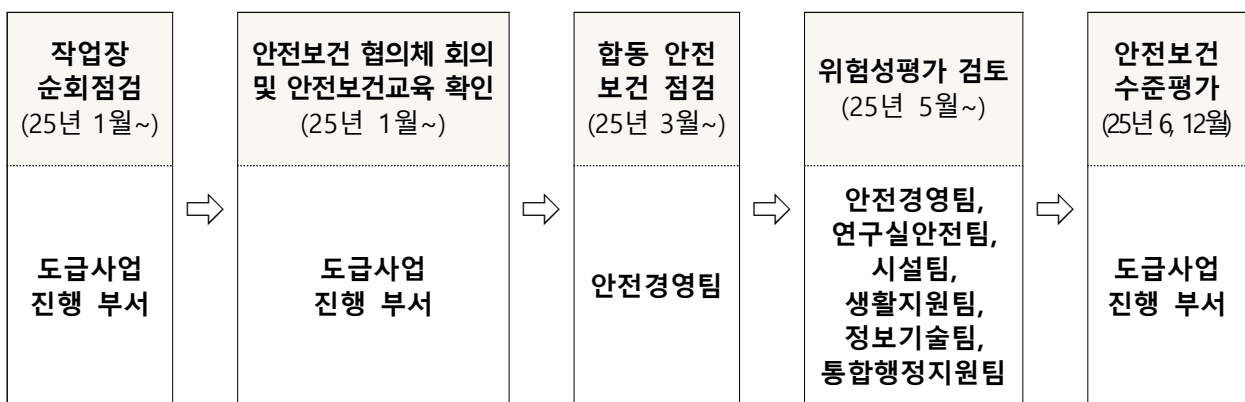 작업장
순회점검
(25년 1월~)
도급사업
진행 부서
⇨
안전보건 협의체 회의
및 안전보건교육 확인
(25년 1월~)
도급사업
진행 부서
⇨
합동 안전
보건 점검
(25년 3월~)
안전경영팀
⇨
위험성평가 검토
(25년 5월~)
안전경영팀,
연구실안전팀,
시설팀,
생활지원팀,
정보기술팀,
통합행정지원팀
⇨
안전보건
수준평가
(25년 6, 12월)
도급사업
진행 부서